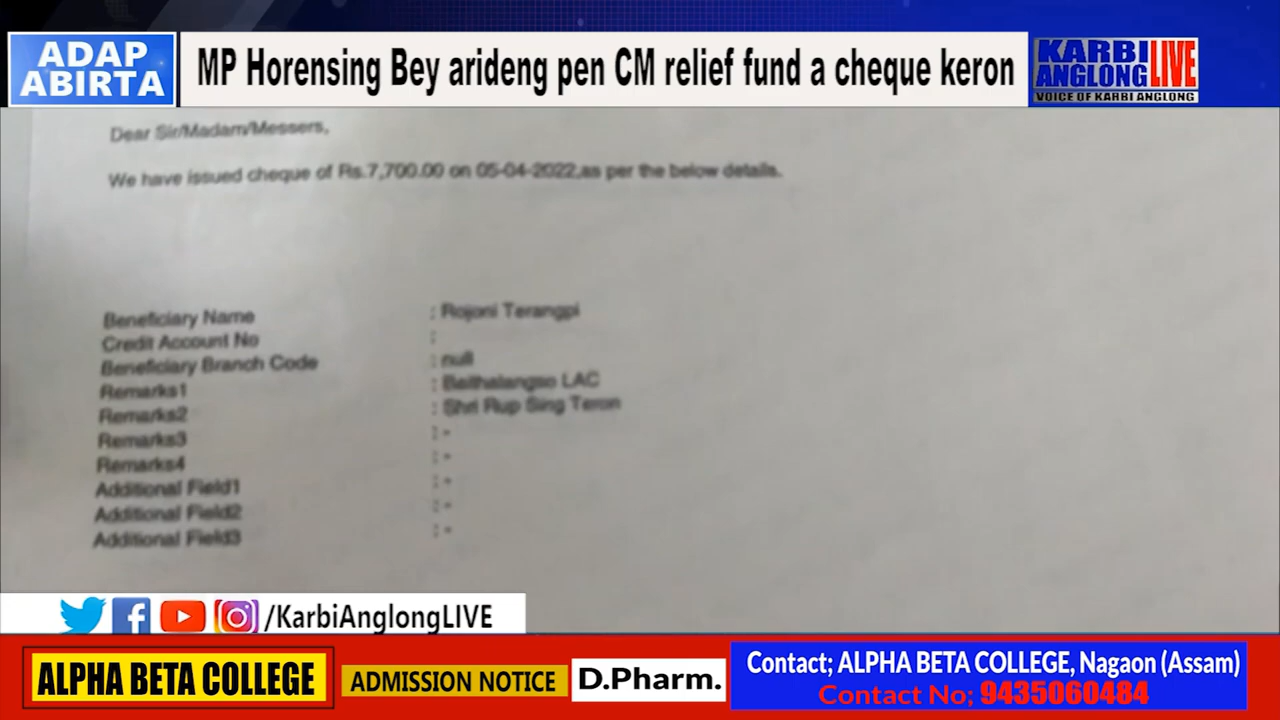 ADAP
ABIRTA
MP Horensing Bey arideng pen CM relief fund a cheque keron
KARBI
ANGLONG LIVE
VOICE OF KARBI ANGLONG
Dear Sir/Madam/Messers,
We have issued cheque of Rs.7,700.00 on 05-04-2022,as per the below details.
Beneficiary Name : Rojoni Terangpi
Credit Account No :
Beneficiary Branch Code : null
Remarks1 : Baithalangso LAC
Remarks2 : Shri Rup Sing Teron
Remarks3 : -
Remarks4 : -
Additional Field1 : -
Additional Field2 : -
Additional Field3 : -
/KarbiAnglongLIVE
ALPHA BETA COLLEGE
ADMISSION NOTICE
D.Pharm.
Contact; ALPHA BETA COLLEGE, Nagaon (Assam)
Contact No; 9435060484